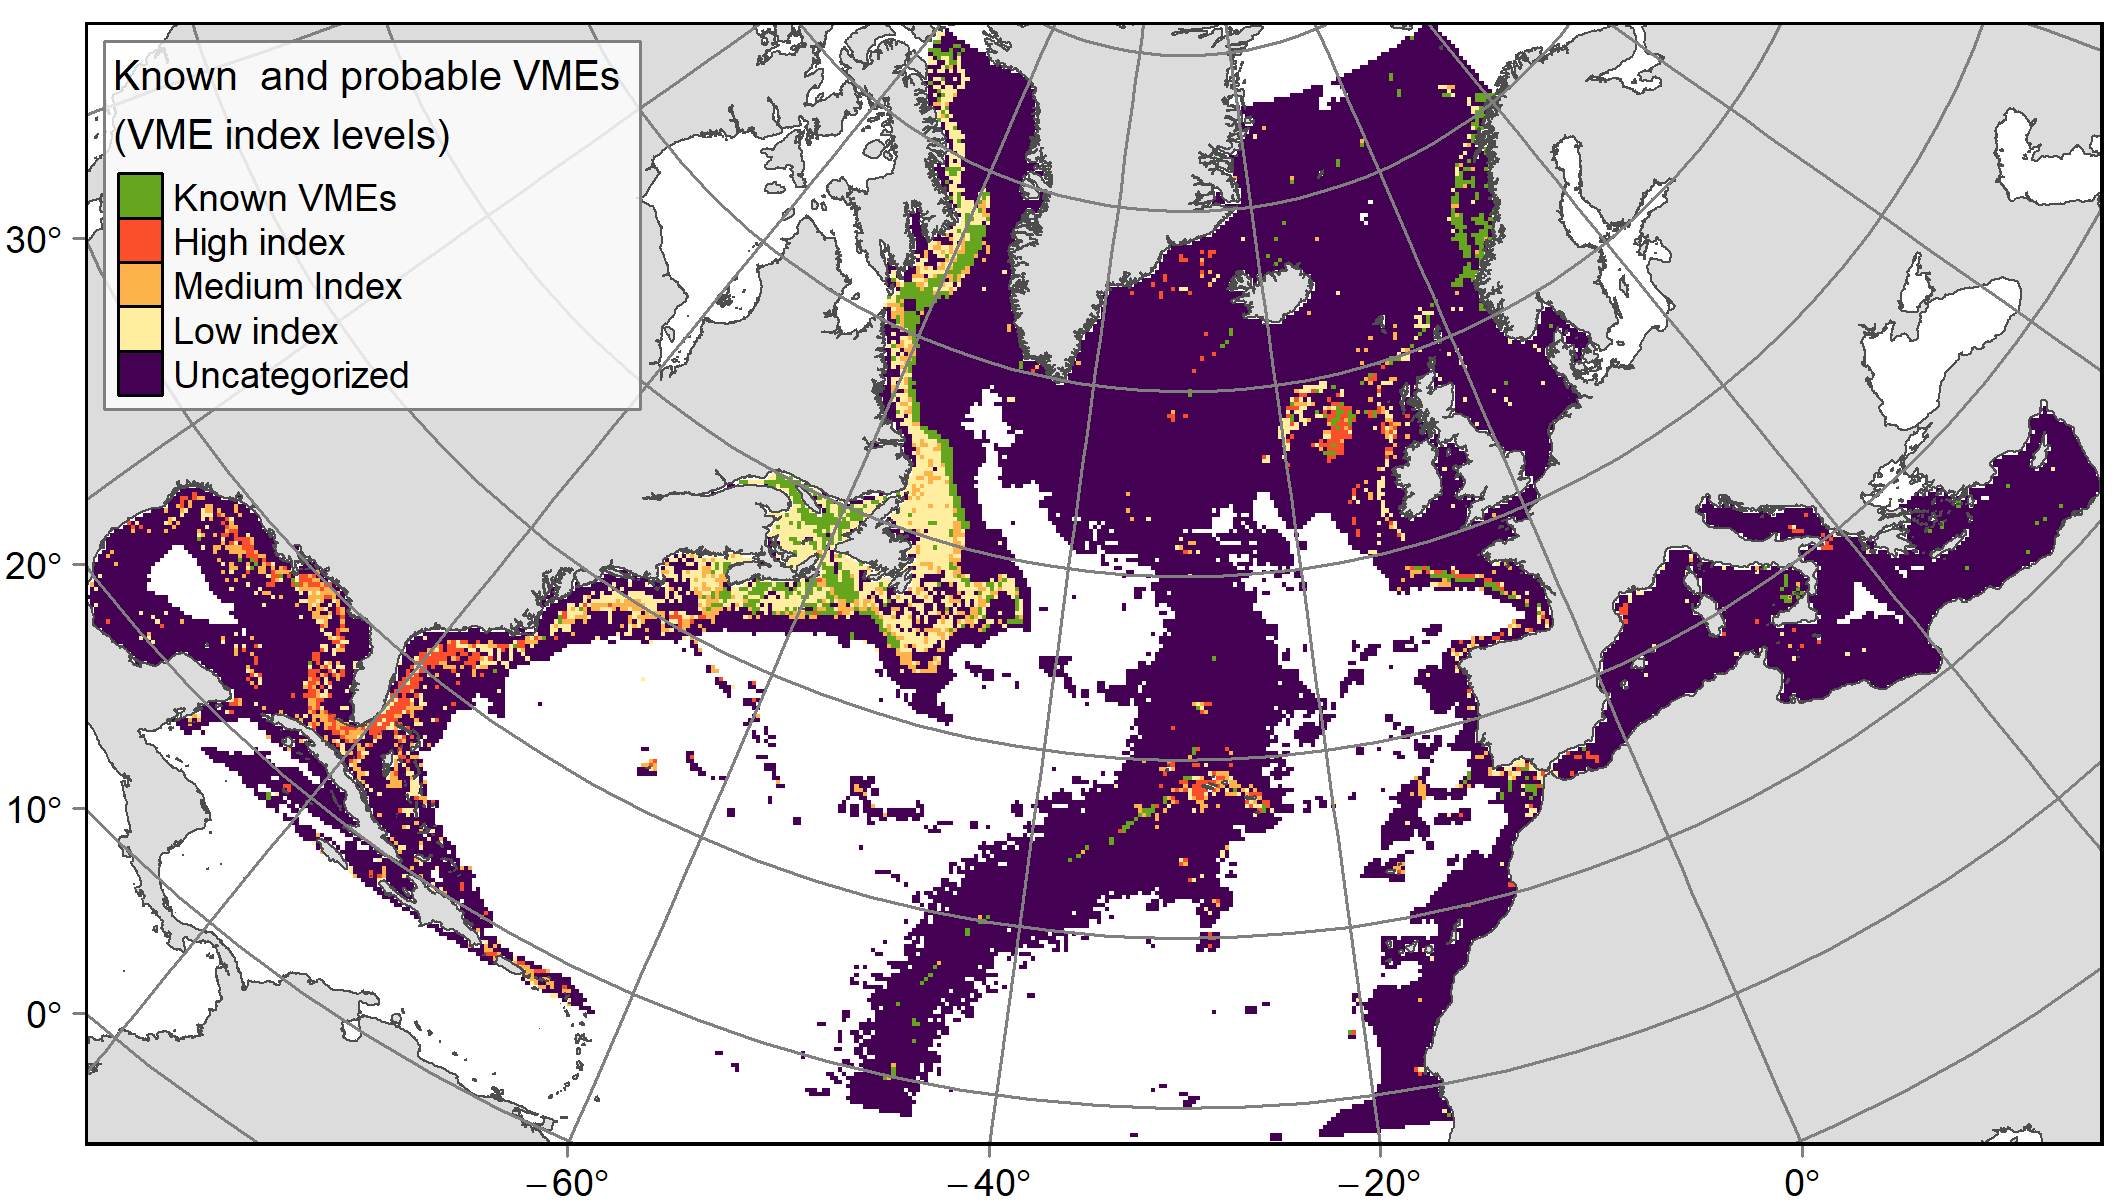 Known  and probable VMEs
(VME index levels)
Known VMEs
High index
Medium Index
Low index
Uncategorized
30°
20°
10°
0°
−60°
−40°
−20°
0°